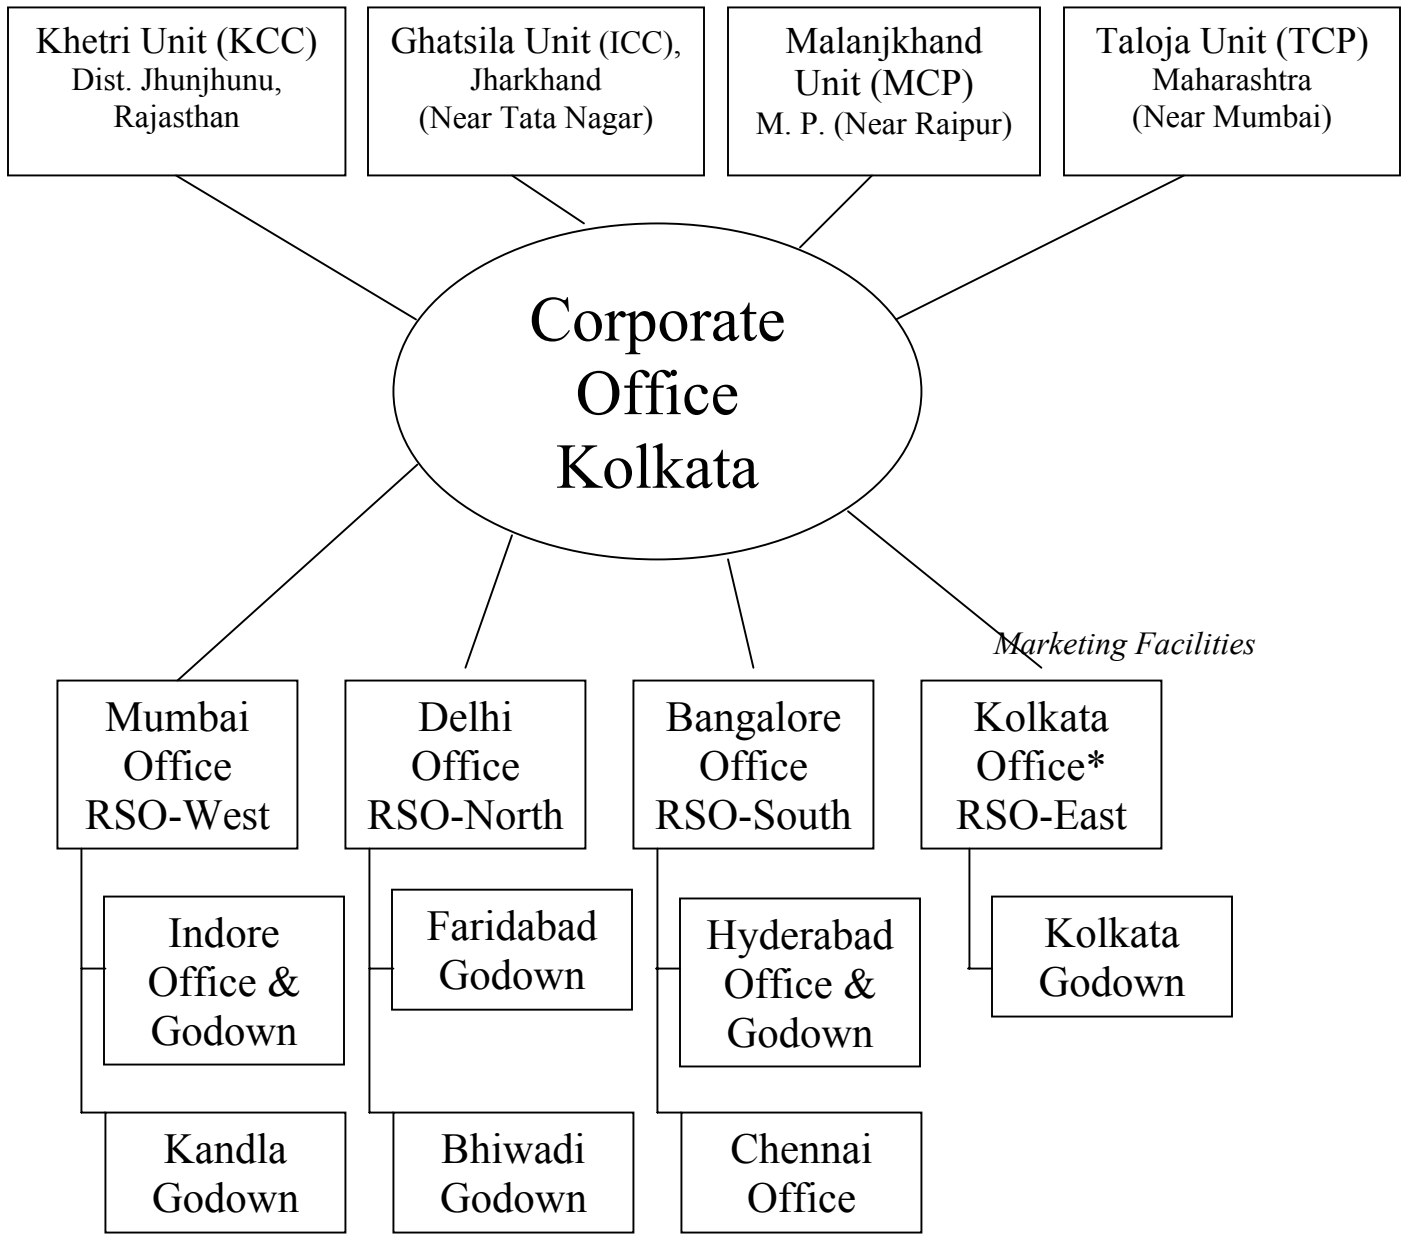 Khetri Unit (KCC)
Dist. Jhunjhunu,
Rajasthan
Ghatsila Unit (ICC),
Jharkhand
(Near Tata Nagar)
Malanjkhand
Unit (MCP)
M. P. (Near Raipur)
Taloja Unit (TCP)
Maharashtra
(Near Mumbai)
Corporate
Office
Kolkata
Marketing Facilities
Mumbai
Office
RSO-West
Delhi
Office
RSO-North
Bangalore
Office
RSO-South
Kolkata
Office*
RSO-East
Indore
Office &
Godown
Faridabad
Godown
Hyderabad
Office &
Godown
Kolkata
Godown
Kandla
Godown
Bhiwadi
Godown
Chennai
Office